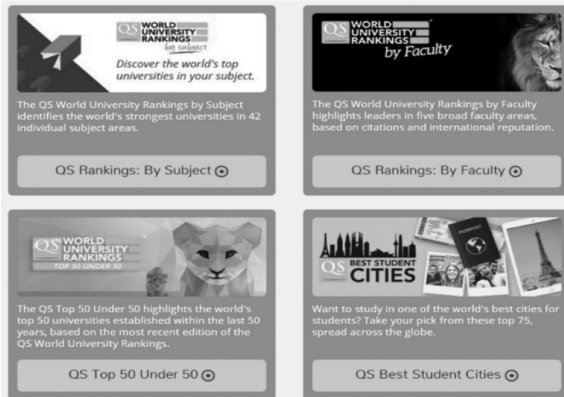 QS WORLD
UNIVERSITY
RANKINGS
by subject
Discover the world's top
universities in your subject.
The QS World University Rankings by Subject
identifies the world's strongest universities in 42
individual subject areas.
QS Rankings: By Subject
QS WORLD
UNIVERSITY
RANKINGS
by Faculty
The QS World University Rankings by Faculty
highlights leaders in five broad faculty areas,
based on citations and international reputation.
QS Rankings: By Faculty
QS WORLD
UNIVERSITY
RANKINGS
TOP 50 UNDER 50
The QS Top 50 Under 50 highlights the world's
top 50 universities established within the last 50
years, based on the most recent edition of the
QS World University Rankings.
QS Top 50 Under 50
QS BEST STUDENT
CITIES
PASSPORT
Want to study in one of the world's best cities for
students? Take your pick from these top 75,
spread across the globe.
QS Best Student Cities